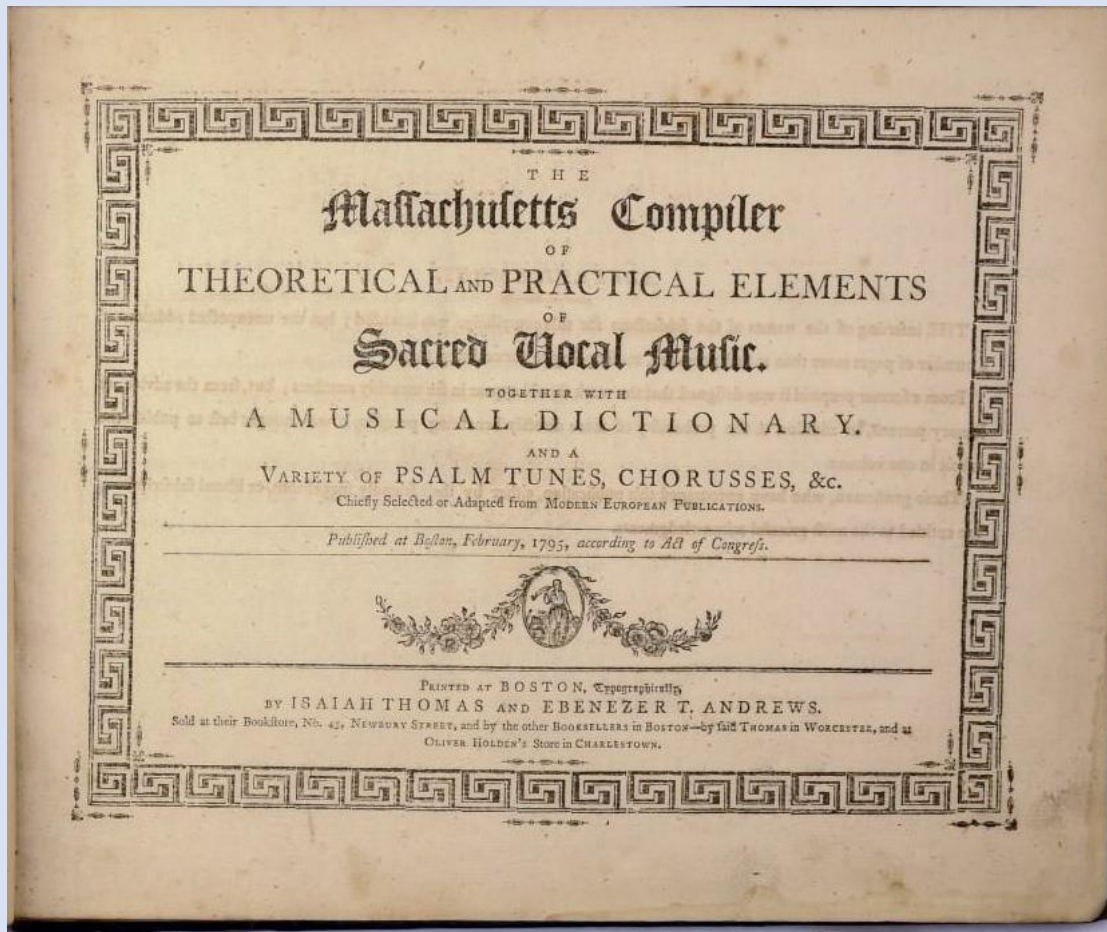 THE
Maſſachuſetts Compiler
OF
THEORETICAL AND PRACTICAL ELEMENTS
OF
Sacred Vocal Muſic.
TOGETHER WITH
A MUSICAL DICTIONARY.
AND A
VARIETY OF PSALM TUNES, CHORUSSES, &c.
Chiefly Selected or Adapted from MODERN EUROPEAN PUBLICATIONS.
Publiſhed at Boſton, February, 1795, according to Act of Congreſs.
PRINTED AT BOSTON, Typographically,
BY ISAIAH THOMAS AND EBENEZER T. ANDREWS.
Sold at their Bookſtore, No. 45, NEWBURY STREET, and by the other BOOKSELLERS in BOSTON—by ſaid THOMAS in WORCESTER, and at
OLIVER HOLDEN'S Store in CHARLESTOWN.